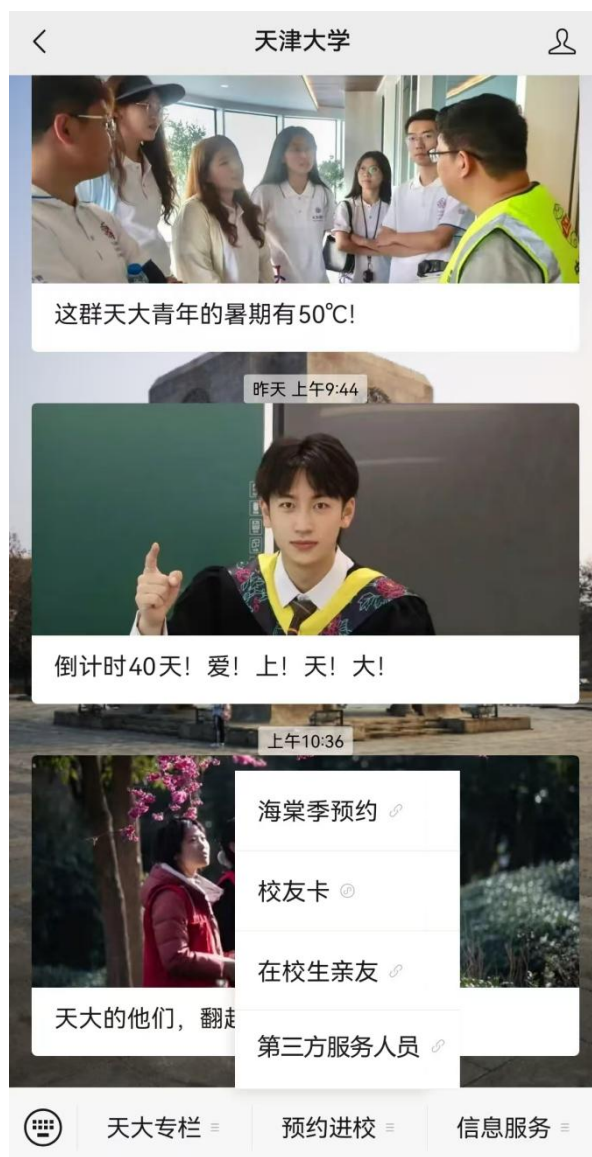 天津大学
这群天大青年的暑期有50℃!
昨天 上午9:44
倒计时40天! 爱! 上! 天! 大!
上午10:36
海棠季预约
校友卡
在校生亲友
天大的他们, 翻起
第三方服务人员
天大专栏
预约进校
信息服务